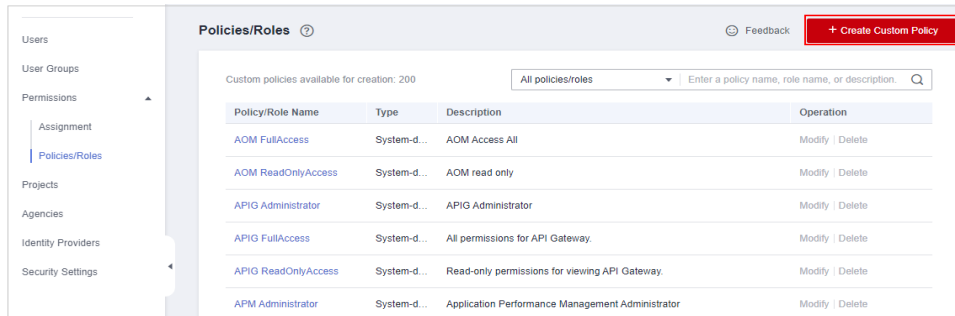 Users
User Groups
Permissions
Assignment
Policies/Roles
Projects
Agencies
Identity Providers
Security Settings
Policies/Roles ?
Feedback
+ Create Custom Policy
Custom policies available for creation: 200
All policies/roles
Enter a policy name, role name, or description.
Policy/Role Name Type Description Operation
AOM FullAccess System-d... AOM Access All Modify | Delete
AOM ReadOnlyAccess System-d... AOM read only Modify | Delete
APIG Administrator System-d... APIG Administrator Modify | Delete
APIG FullAccess System-d... All permissions for API Gateway. Modify | Delete
APIG ReadOnlyAccess System-d... Read-only permissions for viewing API Gateway. Modify | Delete
APM Administrator System-d... Application Performance Management Administrator Modify | Delete